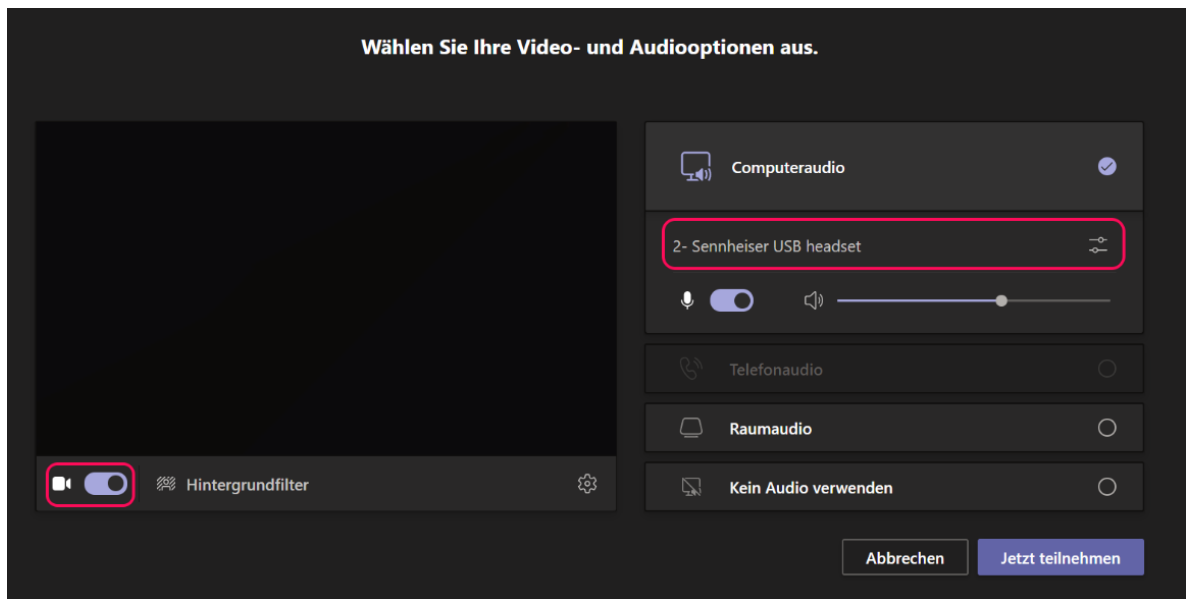 Wählen Sie Ihre Video- und Audiooptionen aus.
Computeraudio
2- Sennheiser USB headset
Telefonaudio
Raumaudio
Hintergrundfilter
Kein Audio verwenden
Abbrechen
Jetzt teilnehmen